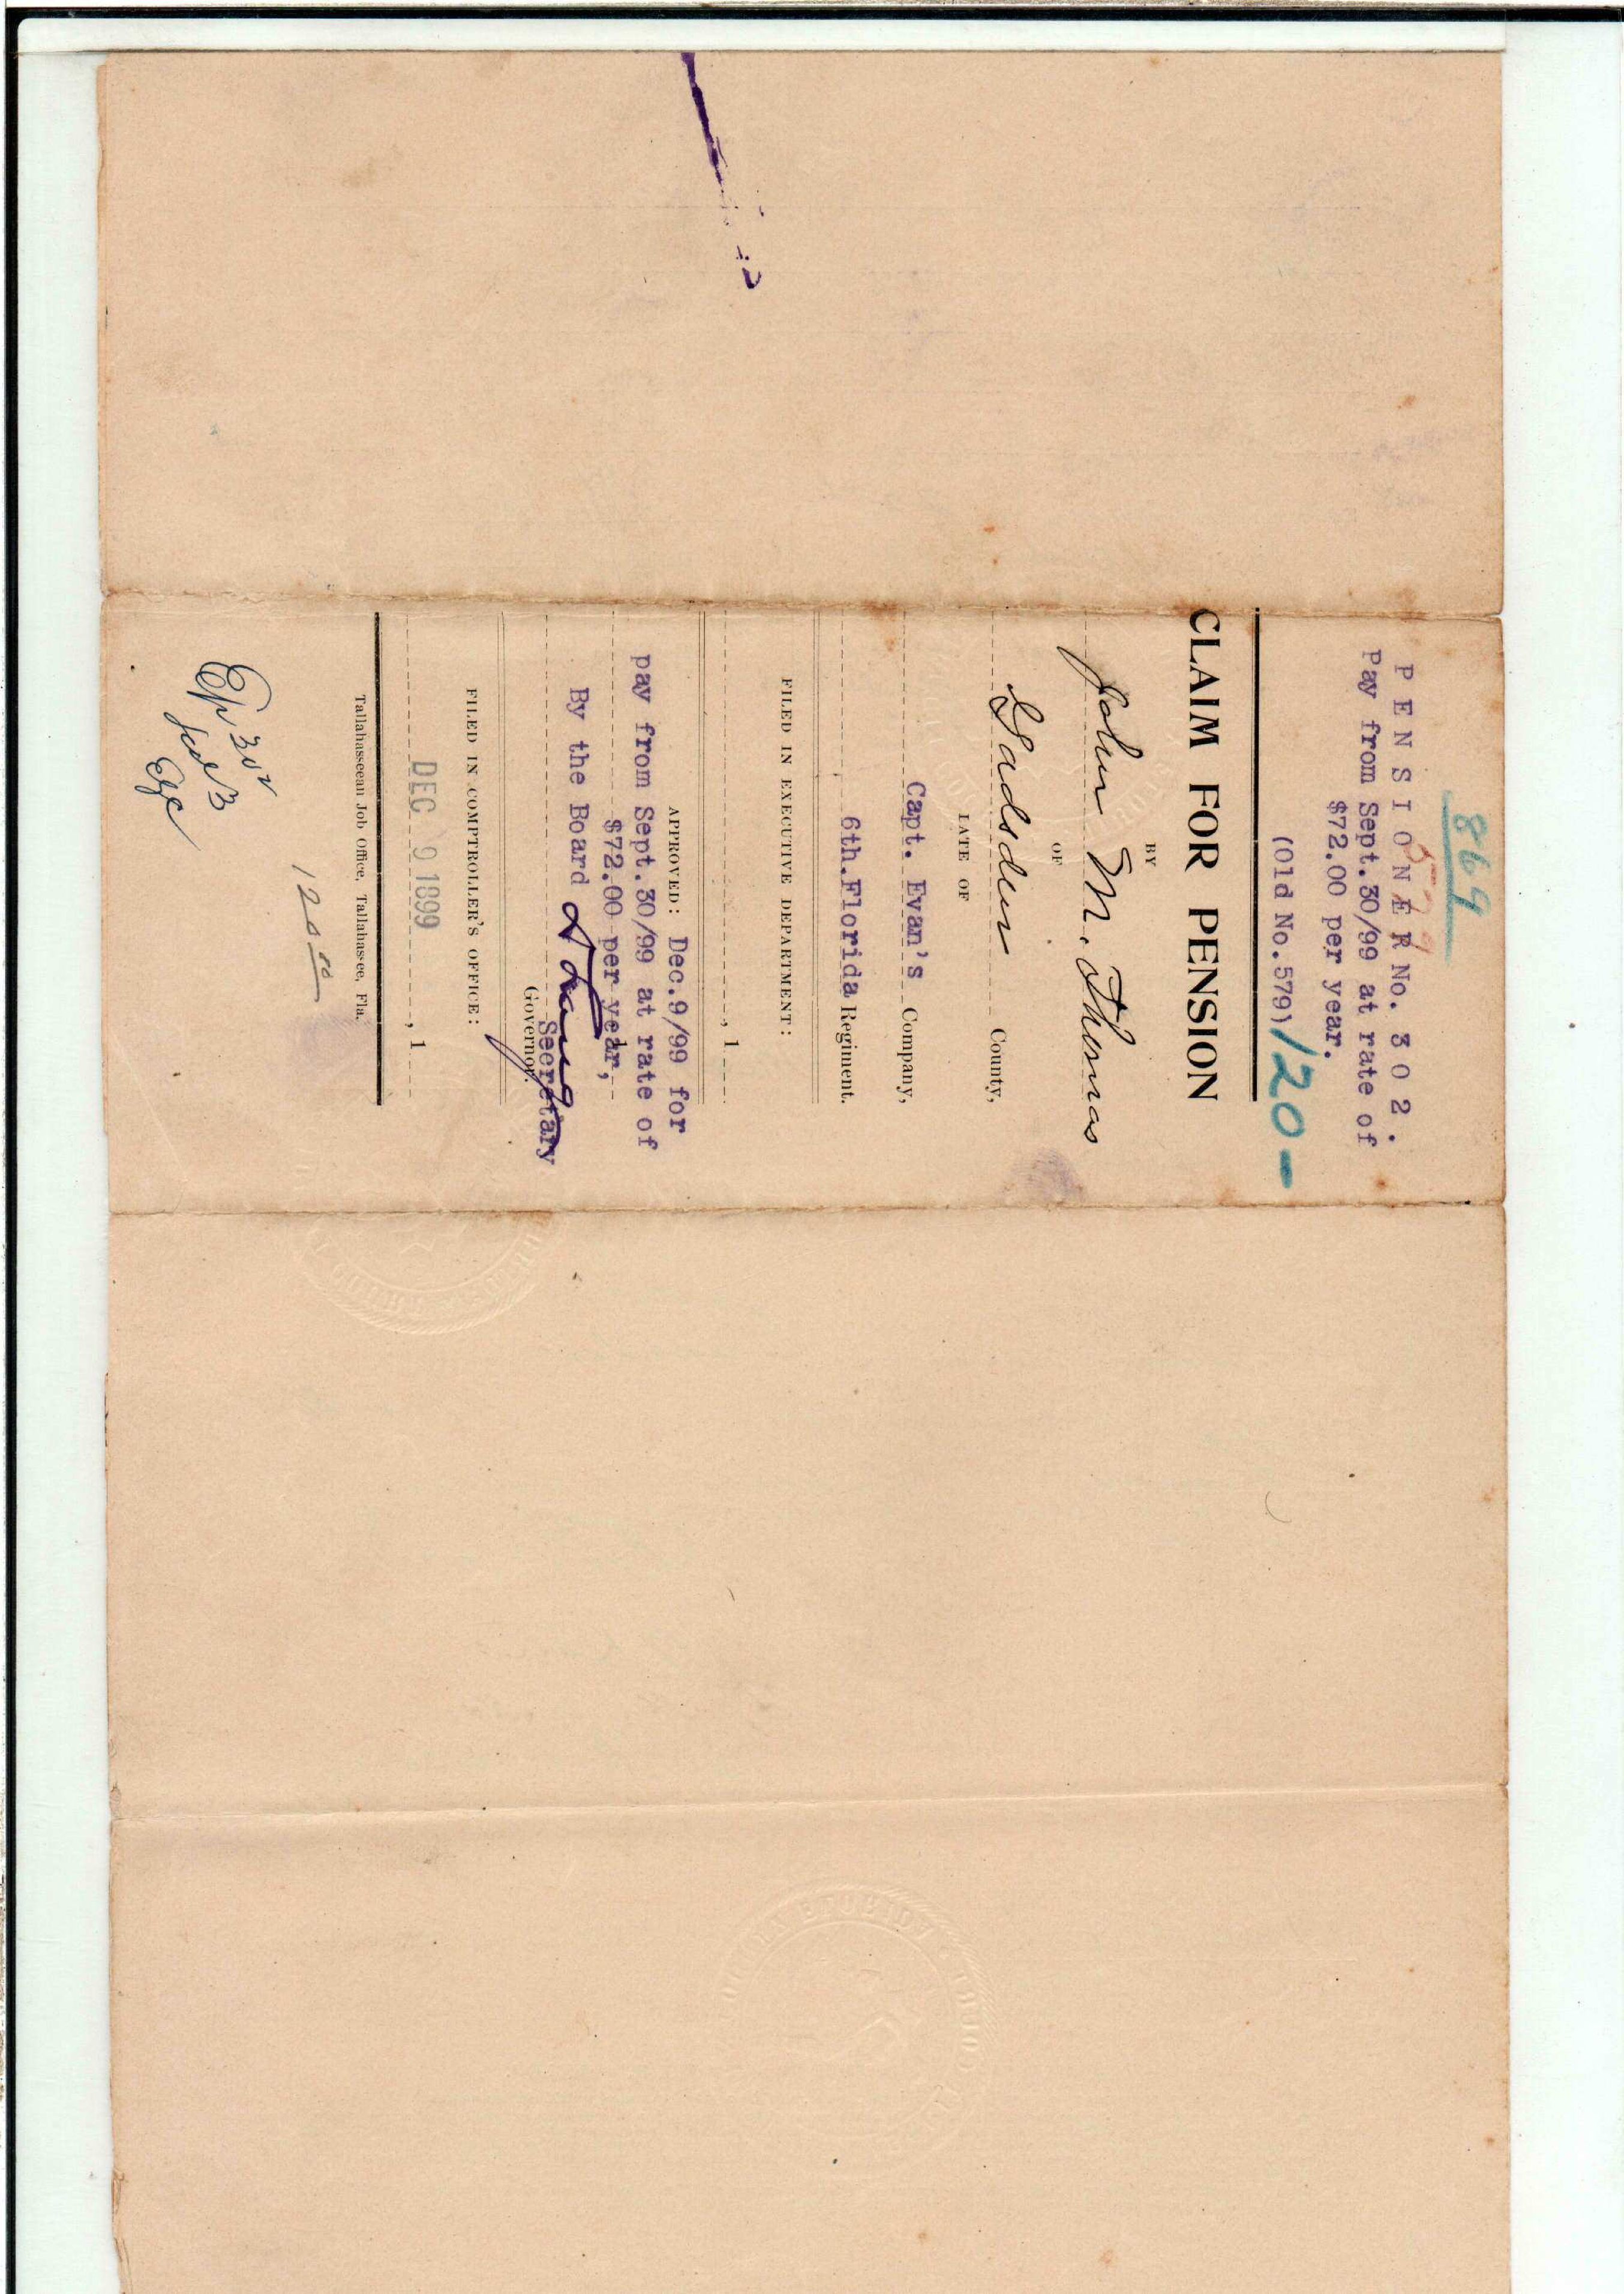 869
PENSIONER No. 302.
Pay from Sept.30/99 at rate of
$72.00 per year.
(Old No.579) 120-
CLAIM FOR PENSION
BY
John M. Thomas
OF
Gadsden County,
LATE OF
Capt. Evan's Company,
6th.Florida Regiment.
FILED IN EXECUTIVE DEPARTMENT:
, 1
APPROVED: Dec.9/99 for
pay from Sept.30/99 at rate of
$72.00 per year,
By the Board
Secretary
Governor.
FILED IN COMPTROLLER'S OFFICE:
DEC 9 1899 , 1
Tallahasseean Job Office, Tallahassee, Fla.
120 00